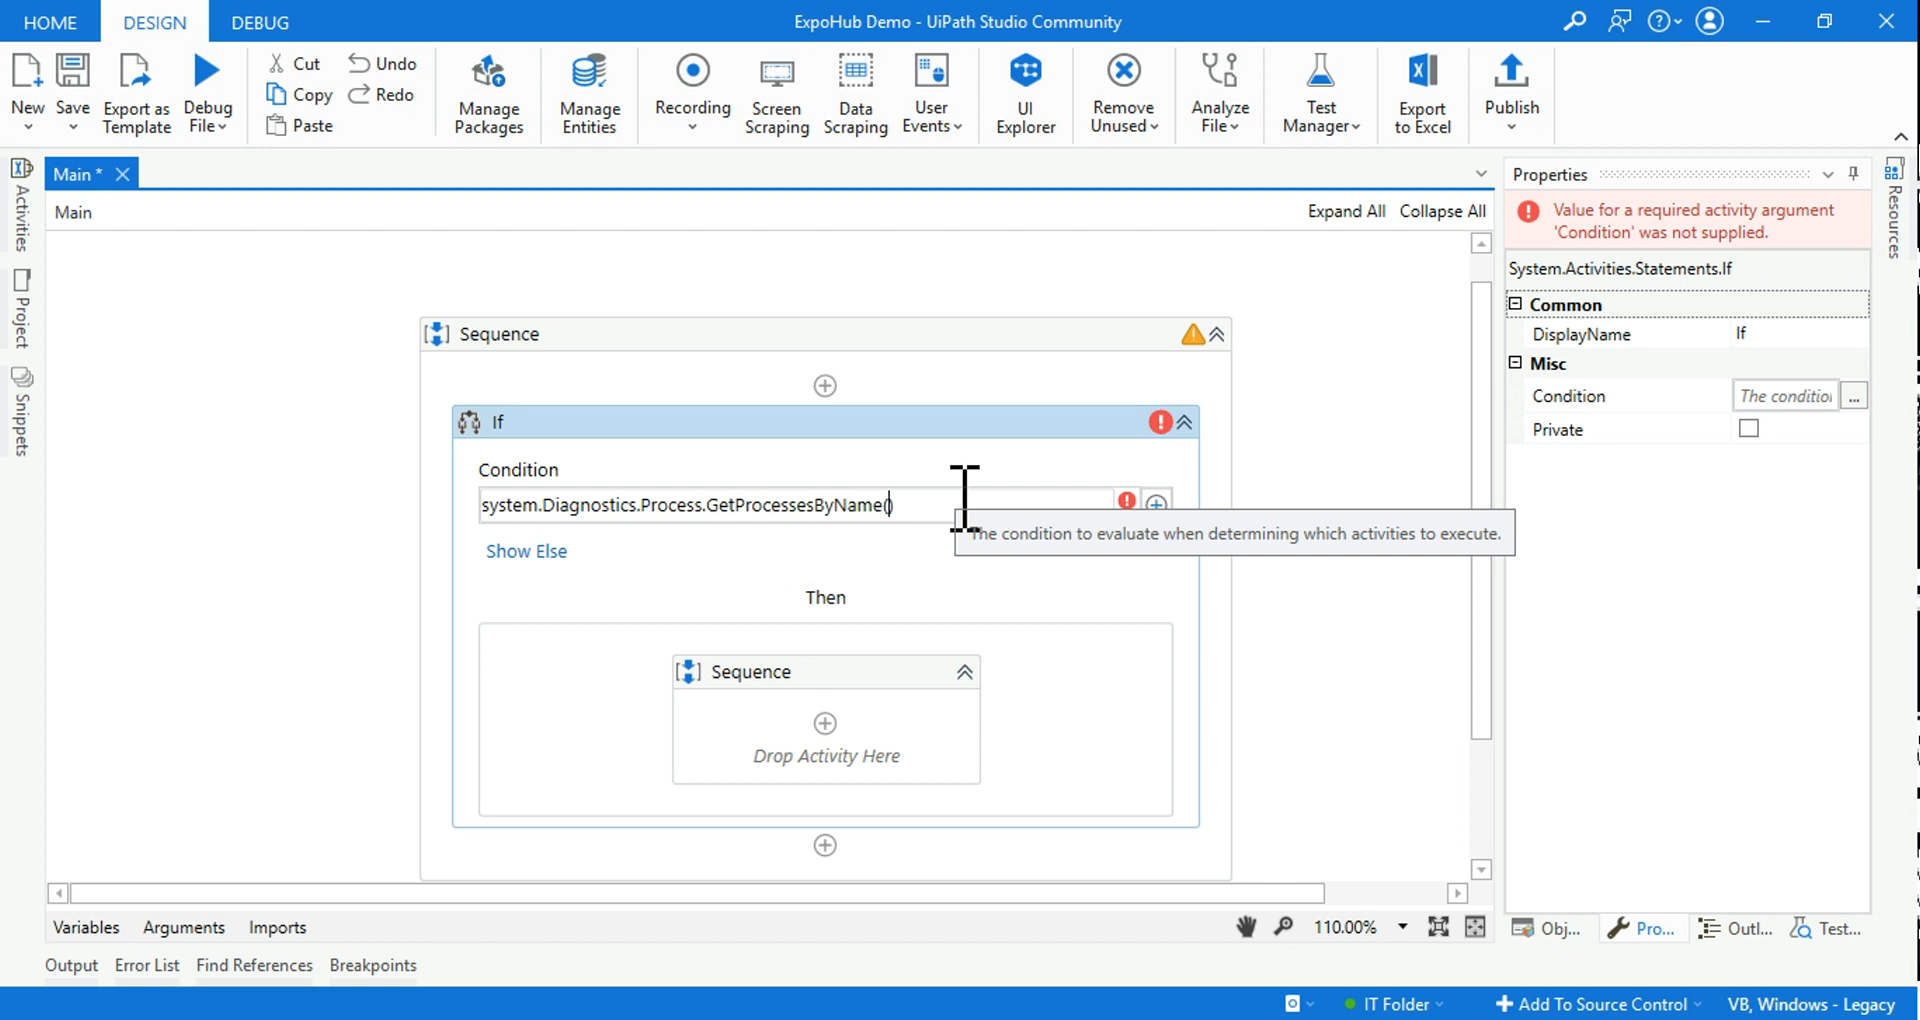 HOME DESIGN DEBUG ExpoHub Demo - UiPath Studio Community
New Save Export as Template Debug File Cut Copy Paste Undo Redo Manage Packages Manage Entities Recording Screen Scraping Data Scraping User Events UI Explorer Remove Unused Analyze File Test Manager Export to Excel Publish
Activities
Project
Snippets
Main *
Main Expand All Collapse All
Sequence
If
Condition
system.Diagnostics.Process.GetProcessesByName()
The condition to evaluate when determining which activities to execute.
Show Else
Then
Sequence
Drop Activity Here
Properties
Value for a required activity argument
'Condition' was not supplied.
System.Activities.Statements.If
Common
DisplayName If
Misc
Condition The condition ...
Private
Resources
Variables Arguments Imports 110.00% Obj... Pro... Outl... Test...
Output Error List Find References Breakpoints
IT Folder Add To Source Control VB, Windows - Legacy